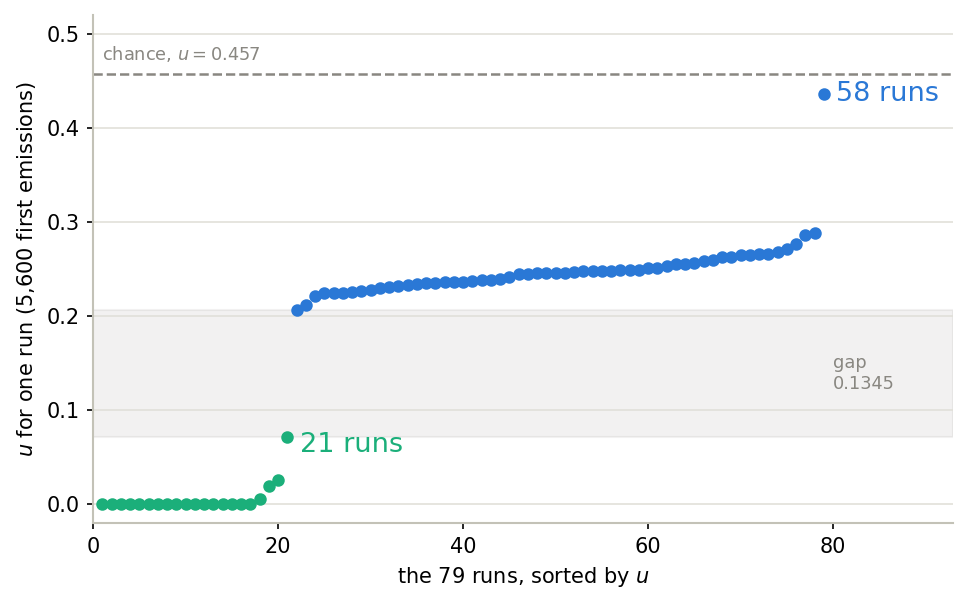 0.5
chance, u = 0.457
58 runs
0.4
0.3
0.2
gap
0.1345
0.1
21 runs
0.0
0
20
40
60
80
the 79 runs, sorted by u
u for one run (5,600 first emissions)